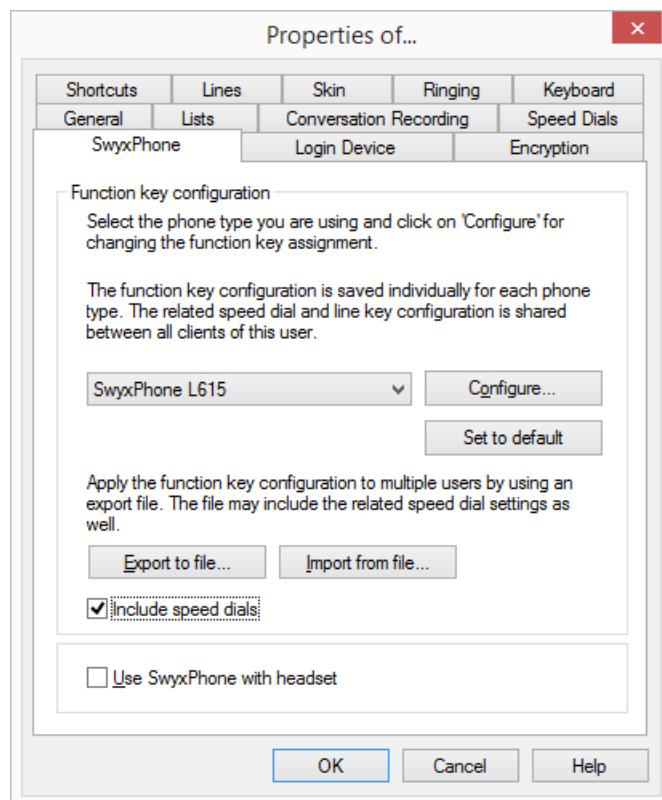 Properties of...
Shortcuts Lines Skin Ringing Keyboard
General Lists Conversation Recording Speed Dials
SwyxPhone Login Device Encryption
Function key configuration
Select the phone type you are using and click on 'Configure' for
changing the function key assignment.
The function key configuration is saved individually for each phone
type. The related speed dial and line key configuration is shared
between all clients of this user.
SwyxPhone L615 Configure...
Set to default
Apply the function key configuration to multiple users by using an
export file. The file may include the related speed dial settings as
well.
Export to file... Import from file...
Include speed dials
Use SwyxPhone with headset
OK Cancel Help